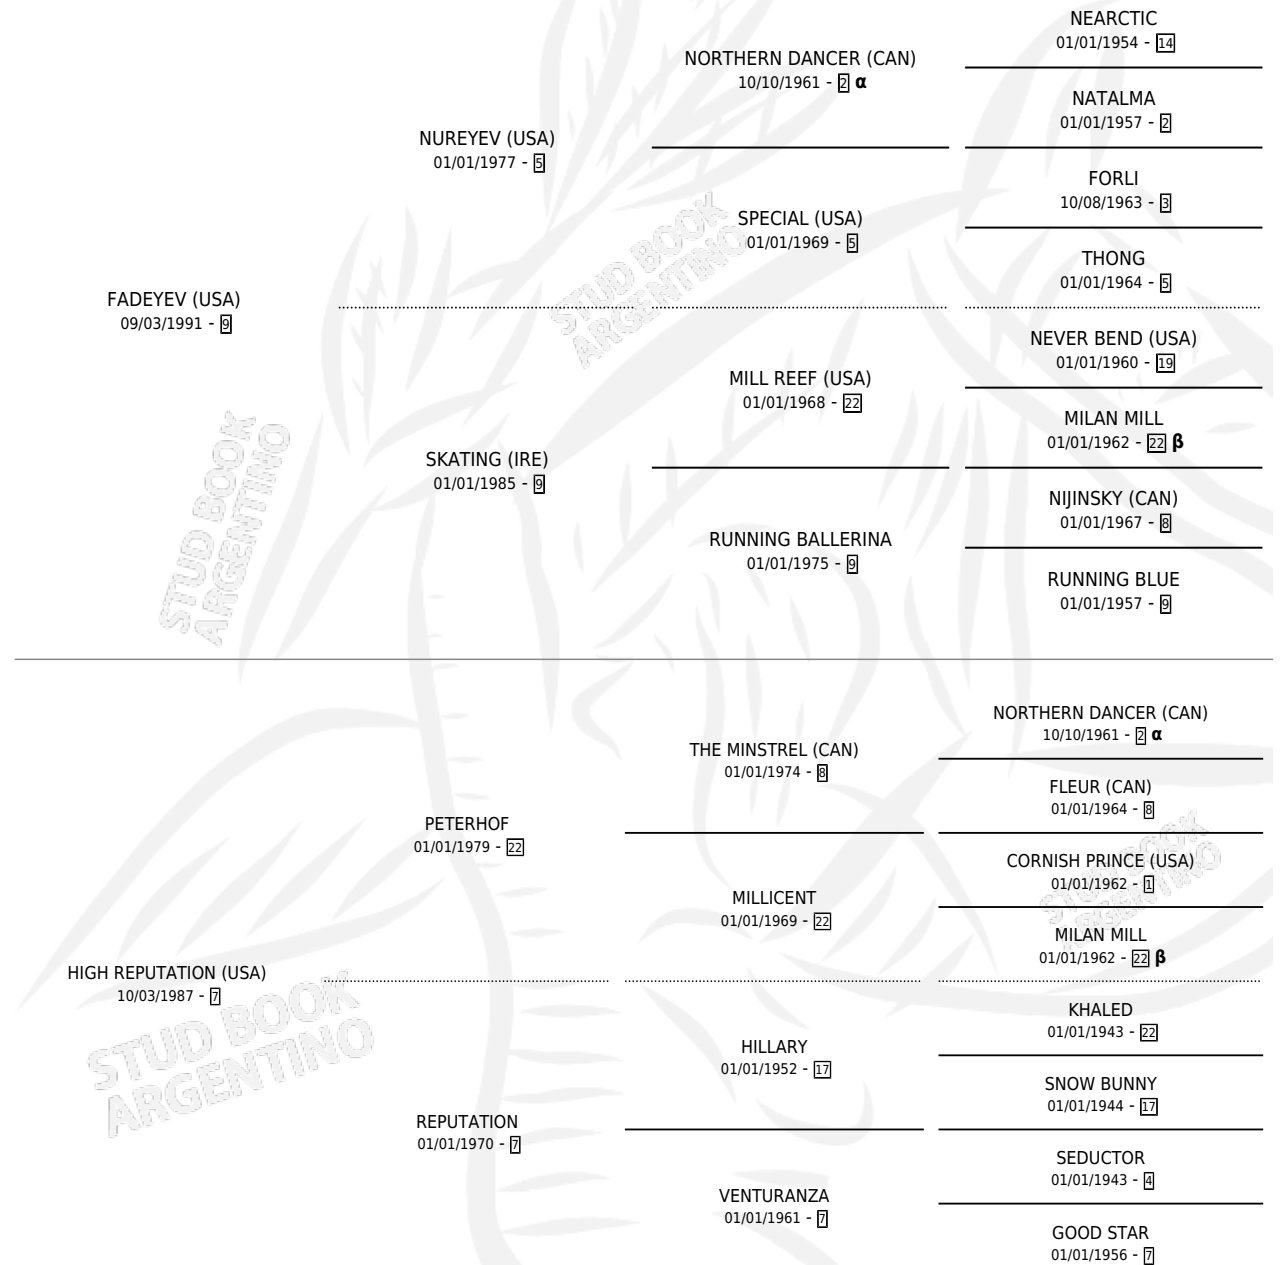 NEARCTIC
01/01/1954 - 14
NORTHERN DANCER (CAN)
10/10/1961 - 2 α
NATALMA
01/01/1957 - 2
NUREYEV (USA)
01/01/1977 - 5
FORLI
10/08/1963 - 3
SPECIAL (USA)
01/01/1969 - 5
THONG
01/01/1964 - 5
FADEYEV (USA)
09/03/1991 - 9
NEVER BEND (USA)
01/01/1960 - 19
MILL REEF (USA)
01/01/1968 - 22
MILAN MILL
01/01/1962 - 22 β
SKATING (IRE)
01/01/1985 - 9
NIJINSKY (CAN)
01/01/1967 - 8
RUNNING BALLERINA
01/01/1975 - 9
RUNNING BLUE
01/01/1957 - 9
NORTHERN DANCER (CAN)
10/10/1961 - 2 α
THE MINSTREL (CAN)
01/01/1974 - 8
FLEUR (CAN)
01/01/1964 - 8
PETERHOF
01/01/1979 - 22
CORNISH PRINCE (USA)
01/01/1962 - 1
MILLICENT
01/01/1969 - 22
MILAN MILL
01/01/1962 - 22 β
HIGH REPUTATION (USA)
10/03/1987 - 7
KHALED
01/01/1943 - 22
HILLARY
01/01/1952 - 17
SNOW BUNNY
01/01/1944 - 17
REPUTATION
01/01/1970 - 7
SEDUCTOR
01/01/1943 - 4
VENTURANZA
01/01/1961 - 7
GOOD STAR
01/01/1956 - 7
STUD BOOK
ARGENTINO
STUD BOOK
ARGENTINO
STUD BOOK
ARGENTINO
STUD BOOK
ARGENTINO